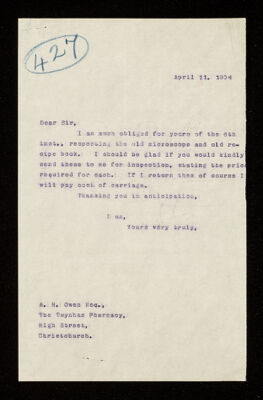 427
April 11, 1904
Dear Sir,
I am much obliged for yours of the 6th
inst., respecting the old microscope and old re-
cipe book. I should be glad if you would kindly
send these to me for inspection, stating the price
required for each. If I return them of course I
will pay cost of carriage.
Thanking you in anticipation,
I am,
Yours very truly,
A. H. Owen Esq.,
The Twynham Pharmacy,
High Street,
Christchurch.